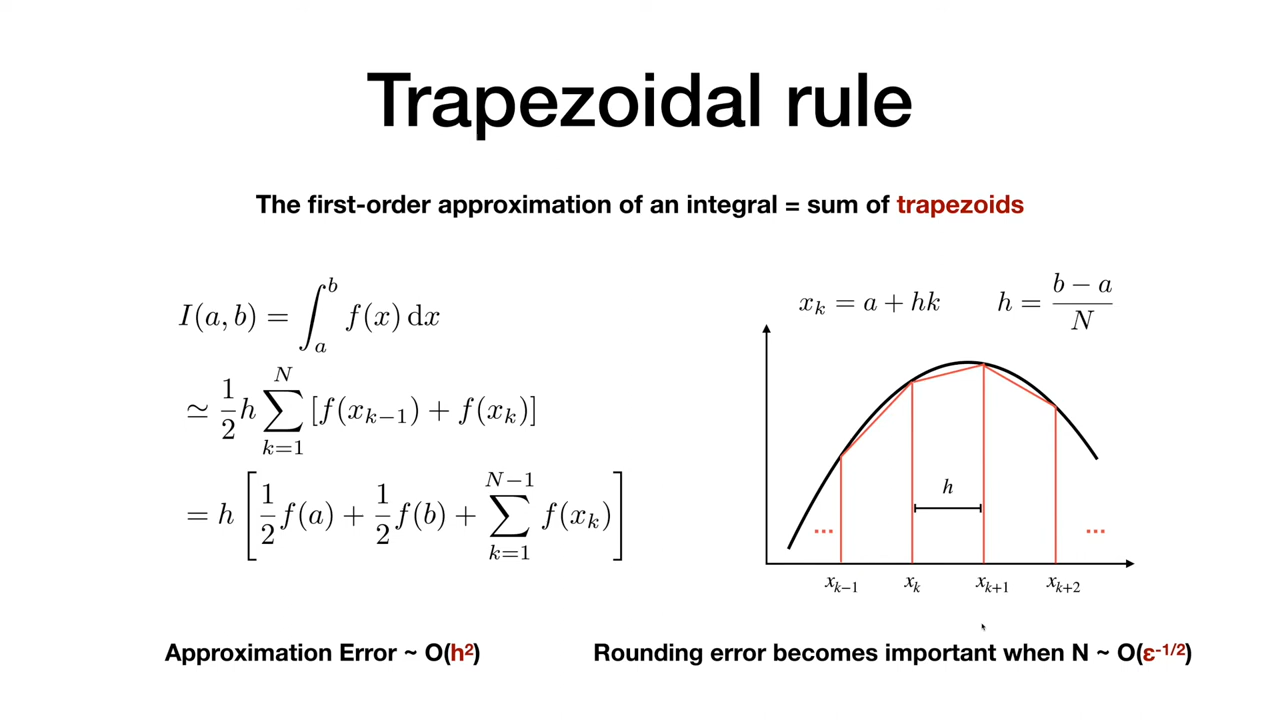 Trapezoidal rule
The first-order approximation of an integral = sum of trapezoids
I(a, b) = ∫_a^b f(x) dx
≃ 1/2 h ∑_{k=1}^{N} [f(x_{k−1}) + f(x_k)]
= h [1/2 f(a) + 1/2 f(b) + ∑_{k=1}^{N−1} f(x_k)]
x_k = a + hk    h = (b − a)/N
h
... ...
x_{k−1} x_k x_{k+1} x_{k+2}
Approximation Error ~ O(h²)
Rounding error becomes important when N ~ O(ε^{-1/2})